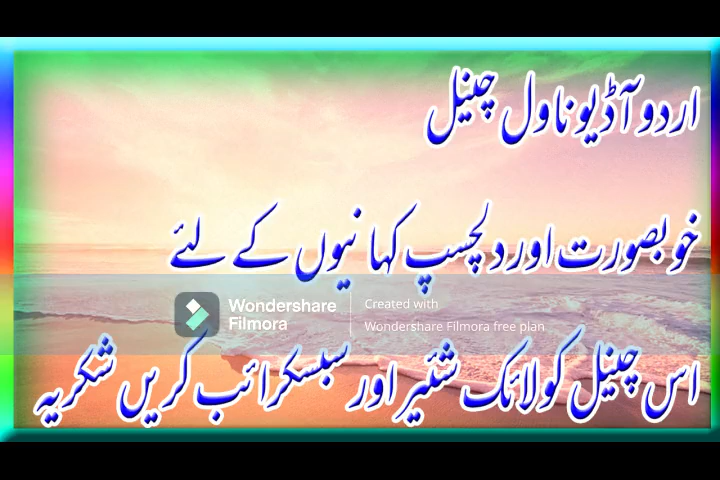 اردو آڈیو ناول چینل
خوبصورت اور دلچسپ کہانیوں کے لئے
Wondershare
Filmora
Created with
Wondershare Filmora free plan
اس چینل کو لائک شئیر اور سبسکرائب کریں شکریہ